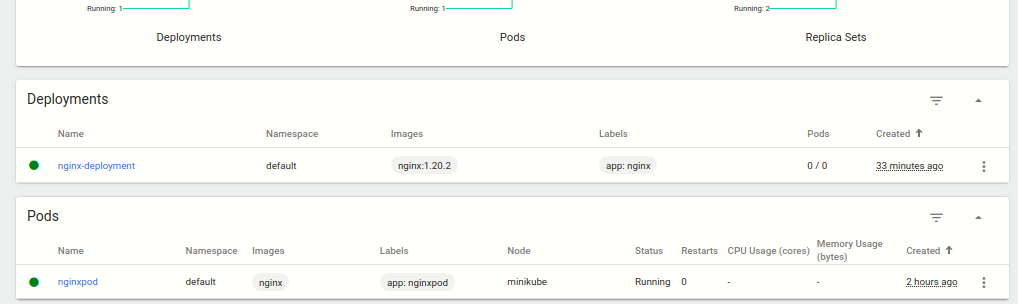 Running: 1 Running: 1 Running: 2
Deployments Pods Replica Sets
Deployments
Name Namespace Images Labels Pods Created
nginx-deployment default nginx:1.20.2 app: nginx 0 / 0 33 minutes ago
Pods
Name Namespace Images Labels Node Status Restarts CPU Usage (cores) Memory Usage (bytes) Created
nginxpod default nginx app: nginxpod minikube Running 0 - - 2 hours ago